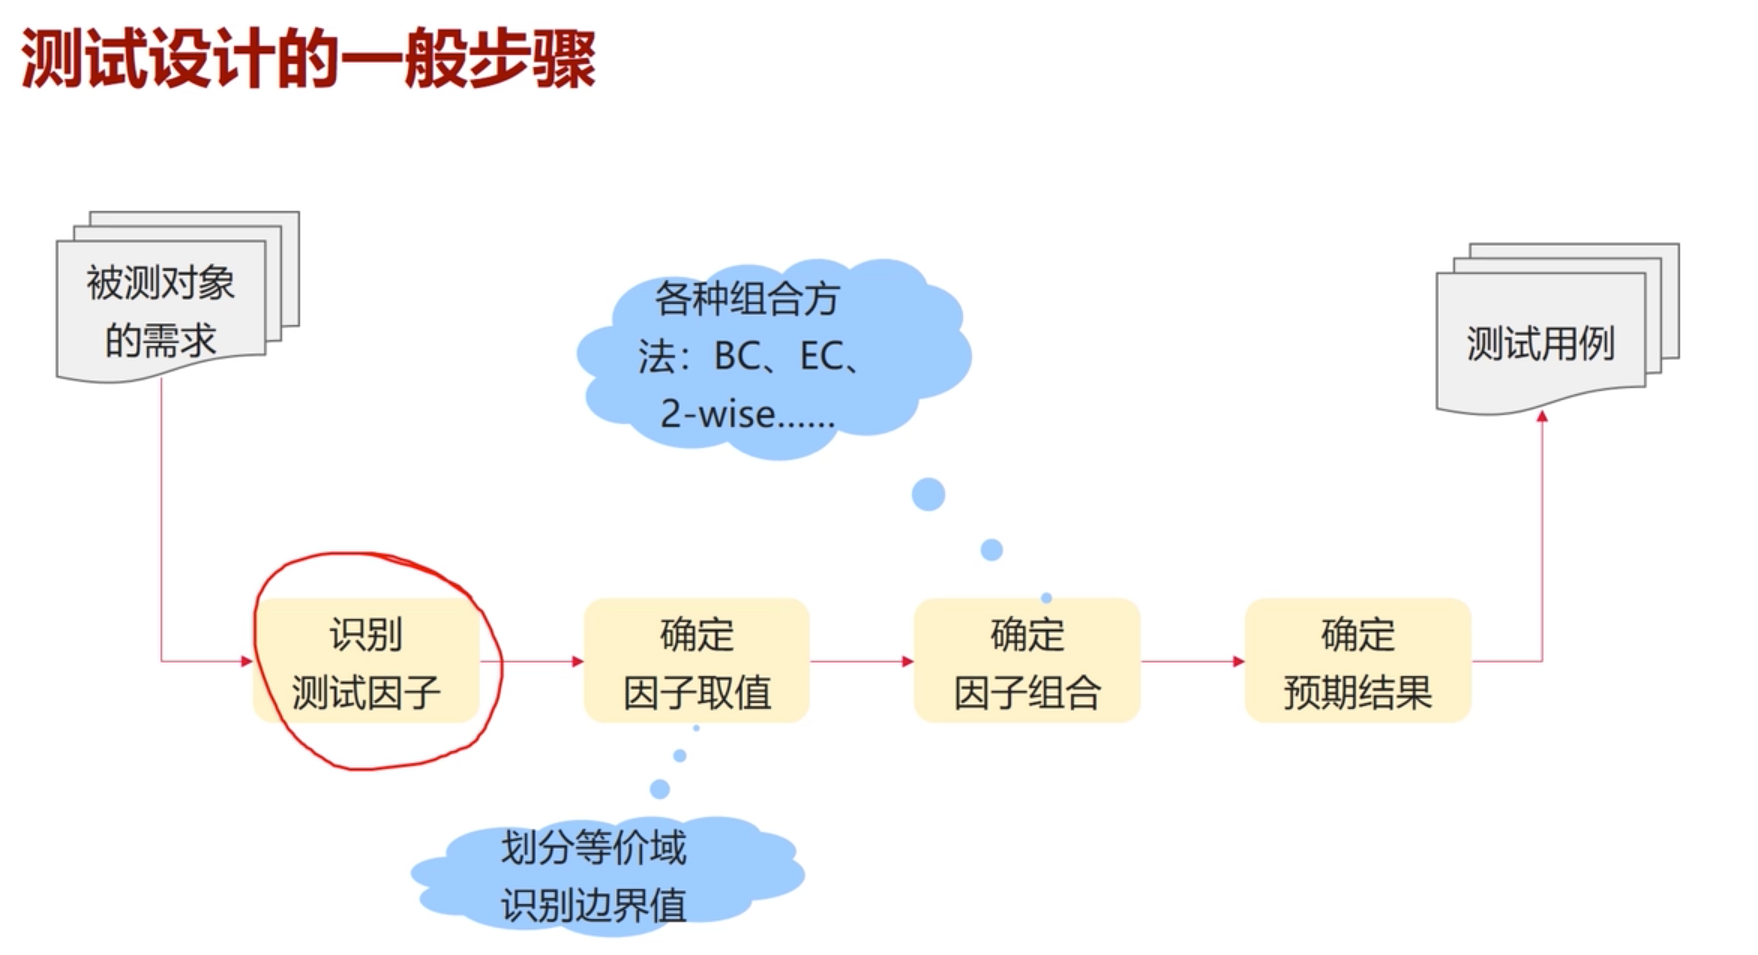 测试设计的一般步骤
被测对象
的需求
各种组合方
法：BC、EC、
2-wise……
测试用例
识别
测试因子
确定
因子取值
确定
因子组合
确定
预期结果
划分等价域
识别边界值